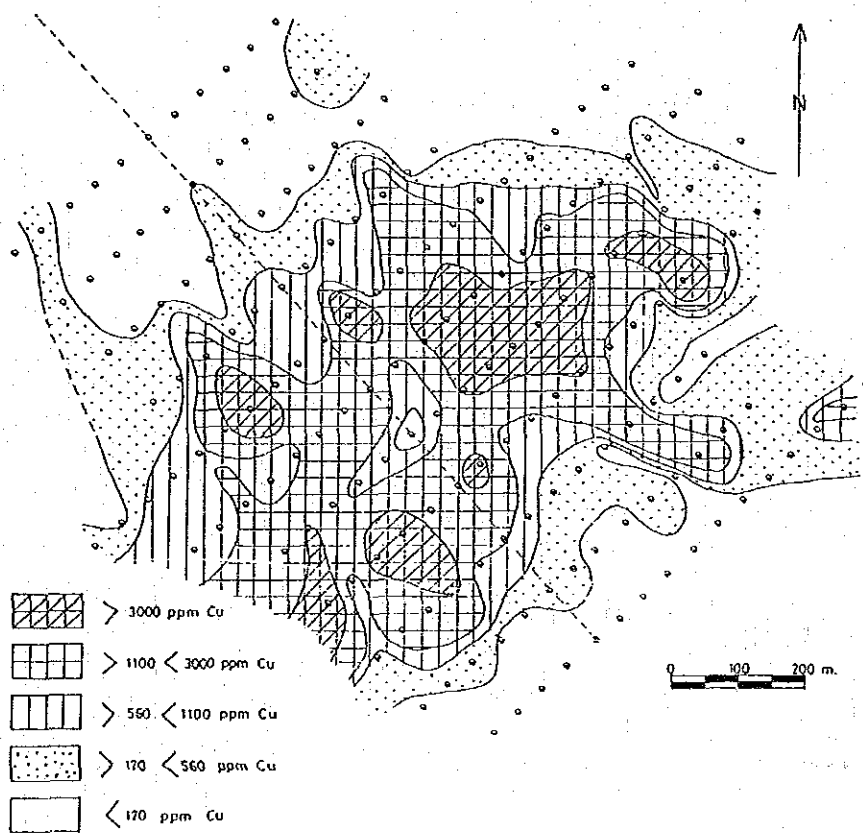 N
> 3000 ppm Cu
> 1100 < 3000 ppm Cu
> 560 < 1100 ppm Cu
> 170 < 560 ppm Cu
< 170 ppm Cu
0 100 200 m.